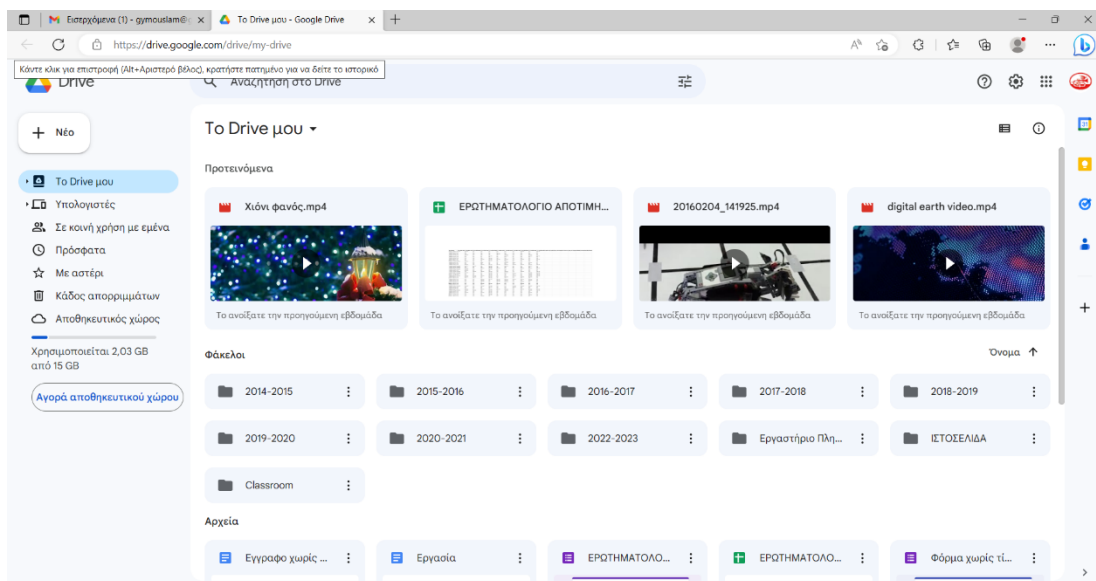 Εισερχόμενα (1) - gymouslam@
Το Drive μου - Google Drive
https://drive.google.com/drive/my-drive
Κάντε κλικ για επιστροφή (Alt+Αριστερό βέλος), κρατήστε πατημένο για να δείτε το ιστορικό
Drive
Αναζήτηση στο Drive
Νέο
Το Drive μου
Υπολογιστές
Σε κοινή χρήση με εμένα
Πρόσφατα
Με αστέρι
Κάδος απορριμμάτων
Αποθηκευτικός χώρος
Χρησιμοποιείται 2,03 GB
από 15 GB
Αγορά αποθηκευτικού χώρου
Το Drive μου
Προτεινόμενα
Χιόνι φανός.mp4
ΕΡΩΤΗΜΑΤΟΛΟΓΙΟ ΑΠΟΤΙΜΗ...
20160204_141925.mp4
digital earth video.mp4
Το ανοίξατε την προηγούμενη εβδομάδα
Το ανοίξατε την προηγούμενη εβδομάδα
Το ανοίξατε την προηγούμενη εβδομάδα
Το ανοίξατε την προηγούμενη εβδομάδα
Φάκελοι
Όνομα
2014-2015
2015-2016
2016-2017
2017-2018
2018-2019
2019-2020
2020-2021
2022-2023
Εργαστήριο Πλη...
ΙΣΤΟΣΕΛΙΔΑ
Classroom
Αρχεία
Εγγραφο χωρίς ...
Εργασία
ΕΡΩΤΗΜΑΤΟΛΟ...
ΕΡΩΤΗΜΑΤΟΛΟ...
Φόρμα χωρίς τί...
31